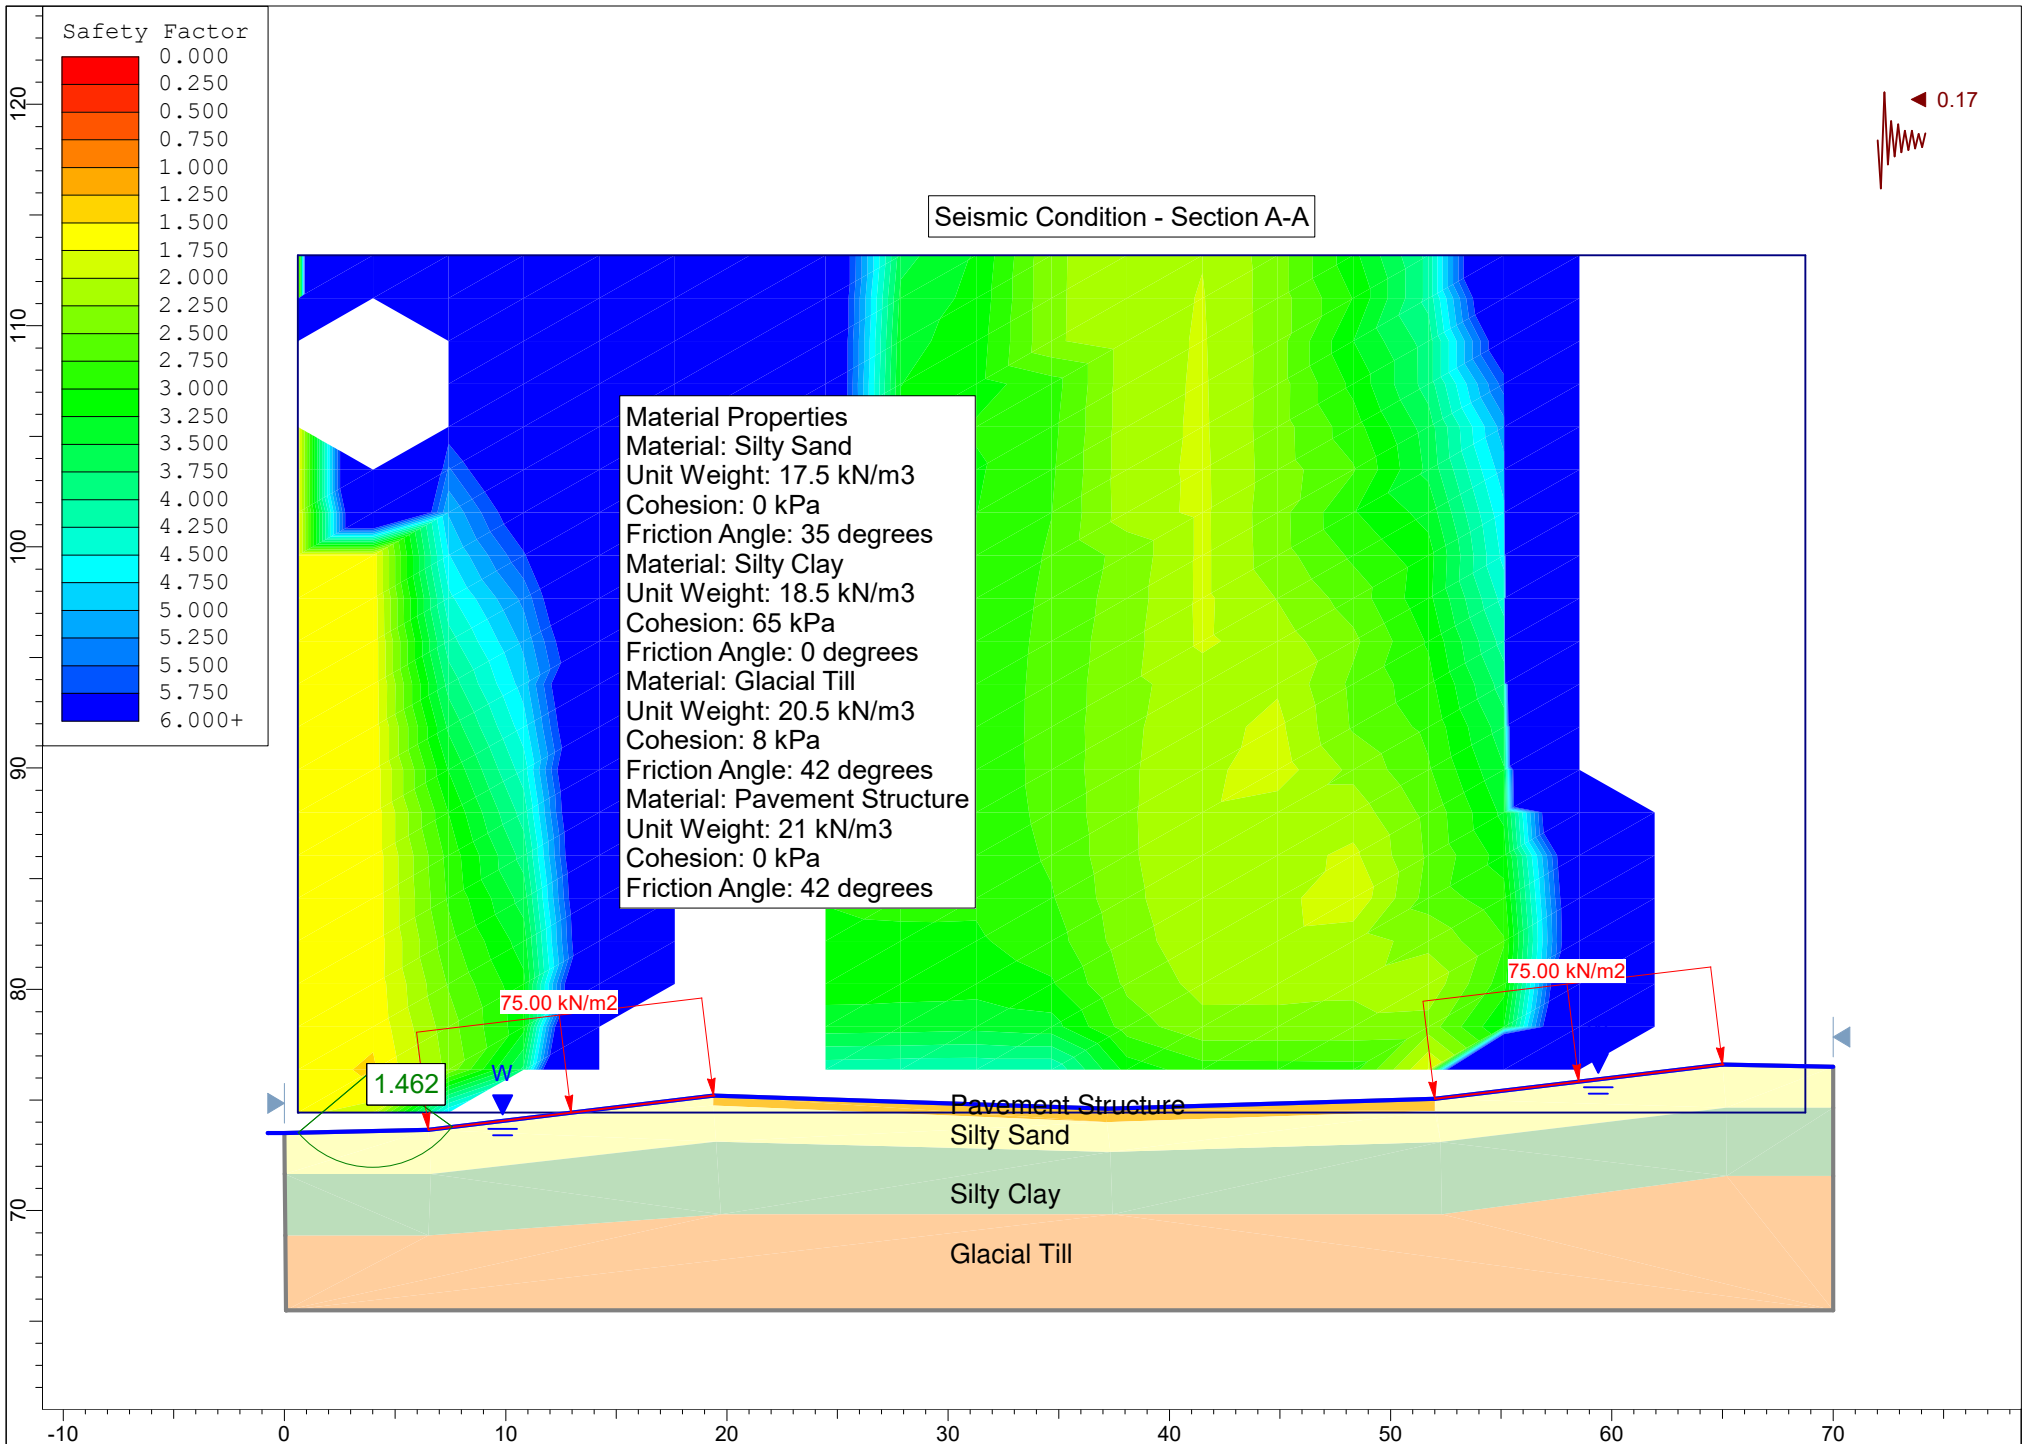 Safety Factor
0.000
0.250
0.500
0.750
1.000
1.250
1.500
1.750
2.000
2.250
2.500
2.750
3.000
3.250
3.500
3.750
4.000
4.250
4.500
4.750
5.000
5.250
5.500
5.750
6.000+
0.17
Seismic Condition - Section A-A
Material Properties
Material: Silty Sand
Unit Weight: 17.5 kN/m3
Cohesion: 0 kPa
Friction Angle: 35 degrees
Material: Silty Clay
Unit Weight: 18.5 kN/m3
Cohesion: 65 kPa
Friction Angle: 0 degrees
Material: Glacial Till
Unit Weight: 20.5 kN/m3
Cohesion: 8 kPa
Friction Angle: 42 degrees
Material: Pavement Structure
Unit Weight: 21 kN/m3
Cohesion: 0 kPa
Friction Angle: 42 degrees
75.00 kN/m2
75.00 kN/m2
1.462
W
Pavement Structure
Silty Sand
Silty Clay
Glacial Till
120
110
100
90
80
70
-10
0
10
20
30
40
50
60
70